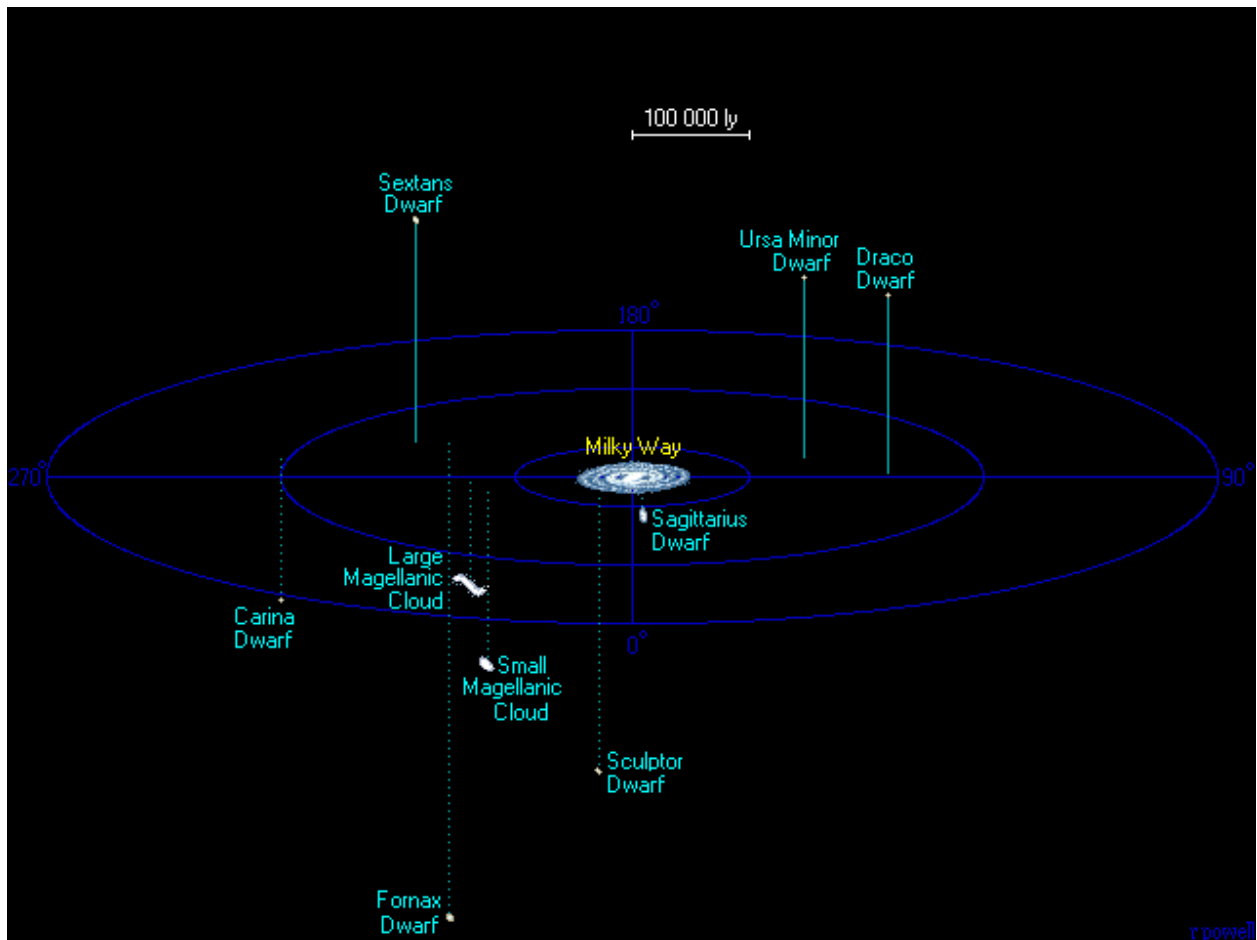 100 000 ly
Sextans
Dwarf
Ursa Minor
Dwarf
Draco
Dwarf
180°
Milky Way
270°
90°
Sagittarius
Dwarf
Large
Magellanic
Cloud
Carina
Dwarf
0°
Small
Magellanic
Cloud
Sculptor
Dwarf
Fornax
Dwarf
r powell